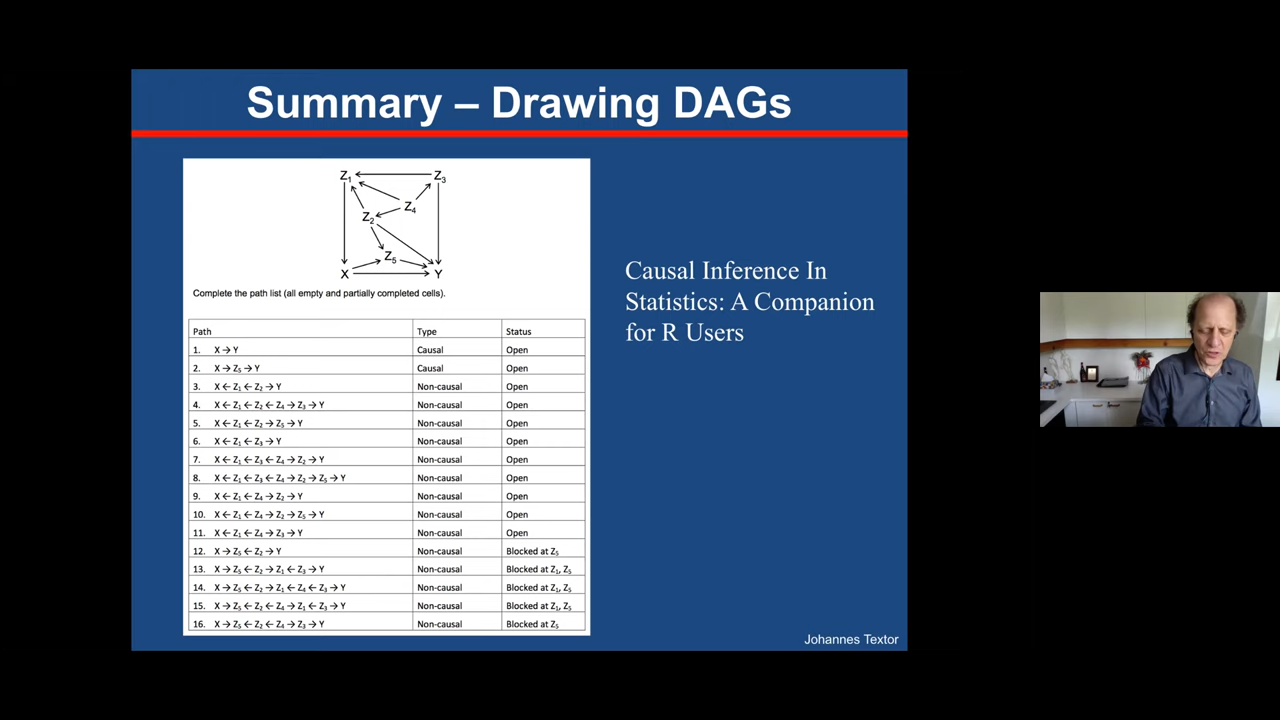 Summary – Drawing DAGs
Z₁
Z₃
Z₄
Z₂
Z₅
X
Y
Complete the path list (all empty and partially completed cells).
Path Type Status
1. X → Y Causal Open
2. X → Z₅ → Y Causal Open
3. X ← Z₁ ← Z₂ → Y Non-causal Open
4. X ← Z₁ ← Z₂ ← Z₄ → Z₃ → Y Non-causal Open
5. X ← Z₁ ← Z₂ → Z₅ → Y Non-causal Open
6. X ← Z₁ ← Z₃ → Y Non-causal Open
7. X ← Z₁ ← Z₃ ← Z₄ → Z₂ → Y Non-causal Open
8. X ← Z₁ ← Z₃ ← Z₄ → Z₂ → Z₅ → Y Non-causal Open
9. X ← Z₁ ← Z₄ → Z₂ → Y Non-causal Open
10. X ← Z₁ ← Z₄ → Z₂ → Z₅ → Y Non-causal Open
11. X ← Z₁ ← Z₄ → Z₃ → Y Non-causal Open
12. X → Z₅ ← Z₂ → Y Non-causal Blocked at Z₅
13. X → Z₅ ← Z₂ → Z₁ ← Z₃ → Y Non-causal Blocked at Z₁, Z₅
14. X → Z₅ ← Z₂ → Z₁ ← Z₄ ← Z₃ → Y Non-causal Blocked at Z₁, Z₅
15. X → Z₅ ← Z₂ ← Z₄ → Z₁ ← Z₃ → Y Non-causal Blocked at Z₁, Z₅
16. X → Z₅ ← Z₂ ← Z₄ → Z₃ → Y Non-causal Blocked at Z₅
Causal Inference In
Statistics: A Companion
for R Users
Johannes Textor